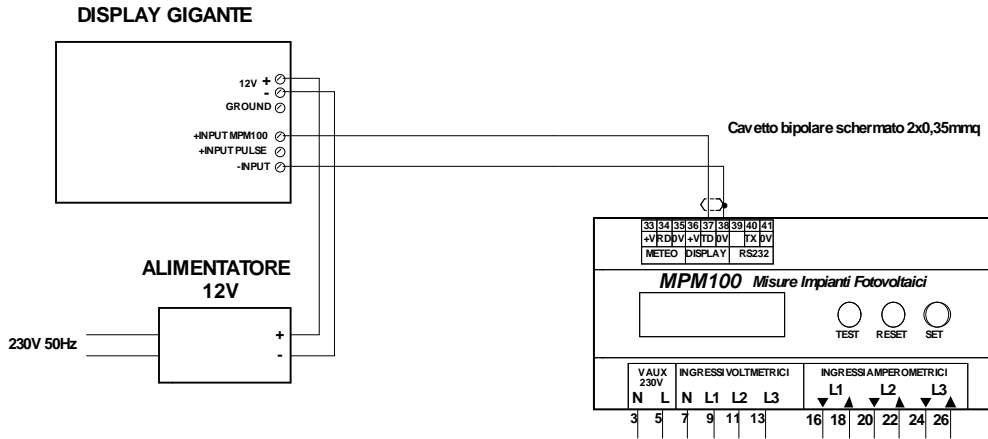 DISPLAY GIGANTE
12V +
-
GROUND
+INPUT MPM100
+INPUT PULSE
-INPUT
Cavetto bipolare schermato 2x0,35mmq
33 34 35 36 37 38 39 40 41
+V RD 0V +V TD 0V TX 0V
METEO DISPLAY RS232
ALIMENTATORE
12V
230V 50Hz
+
-
MPM100 Misure Impianti Fotovoltaici
TEST RESET SET
V AUX
230V
INGRESSI VOLTMETRICI
INGRESSI AMPEROMETRICI
N L N L1 L2 L3
L1 L2 L3
3 5 7 9 11 13 16 18 20 22 24 26